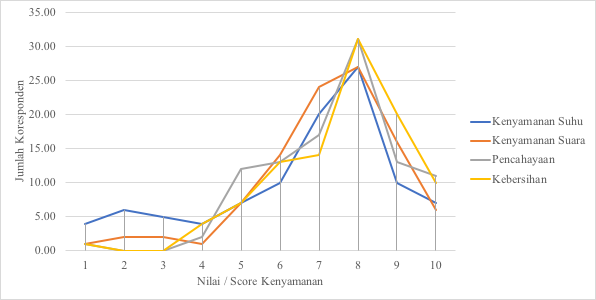 35.00
30.00
25.00
20.00
15.00
10.00
5.00
0.00
Jumlah Koresponden
1 2 3 4 5 6 7 8 9 10
Nilai / Score Kenyamanan
Kenyamanan Suhu
Kenyamanan Suara
Pencahayaan
Kebersihan